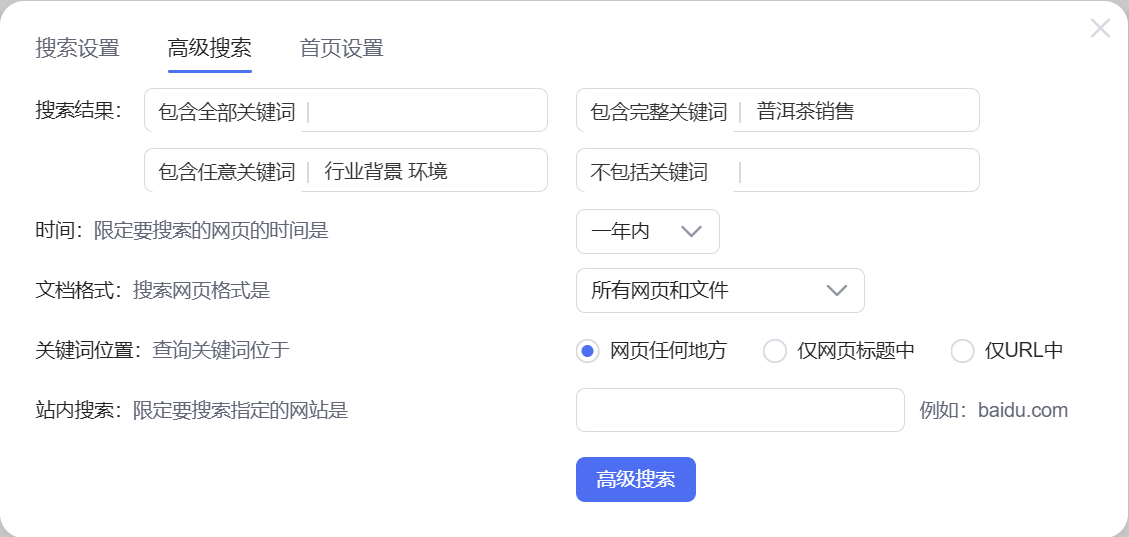 搜索设置 高级搜索 首页设置
搜索结果： 包含全部关键词 包含完整关键词 普洱茶销售
包含任意关键词 行业背景 环境 不包括关键词
时间：限定要搜索的网页的时间是 一年内
文档格式：搜索网页格式是 所有网页和文件
关键词位置：查询关键词位于 网页任何地方 仅网页标题中 仅URL中
站内搜索：限定要搜索指定的网站是 例如：baidu.com
高级搜索